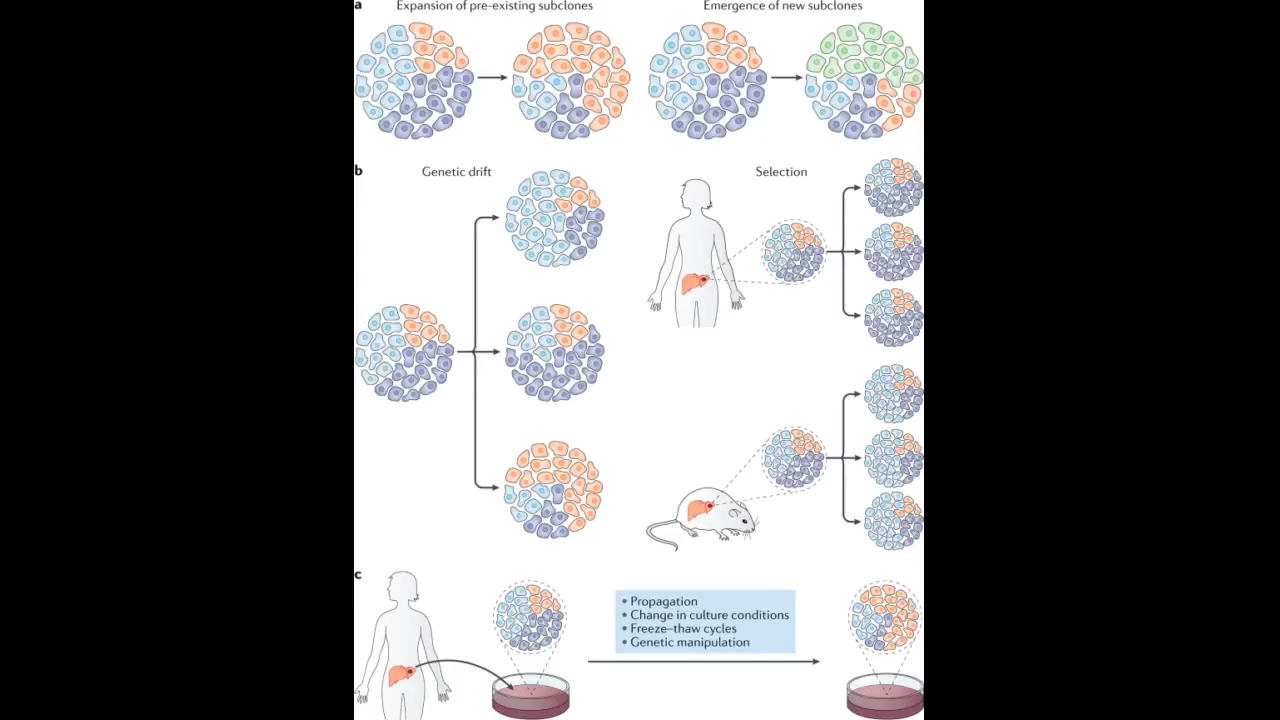 a
Expansion of pre-existing subclones
Emergence of new subclones
b
Genetic drift
Selection
c
• Propagation
• Change in culture conditions
• Freeze–thaw cycles
• Genetic manipulation